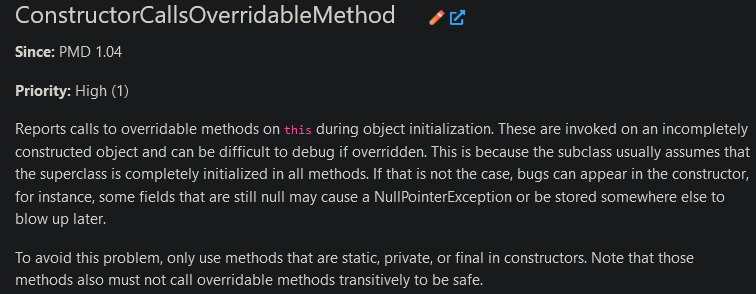 ConstructorCallsOverridableMethod
Since: PMD 1.04
Priority: High (1)
Reports calls to overridable methods on this during object initialization. These are invoked on an incompletely
constructed object and can be difficult to debug if overridden. This is because the subclass usually assumes that
the superclass is completely initialized in all methods. If that is not the case, bugs can appear in the constructor,
for instance, some fields that are still null may cause a NullPointerException or be stored somewhere else to
blow up later.
To avoid this problem, only use methods that are static, private, or final in constructors. Note that those
methods also must not call overridable methods transitively to be safe.